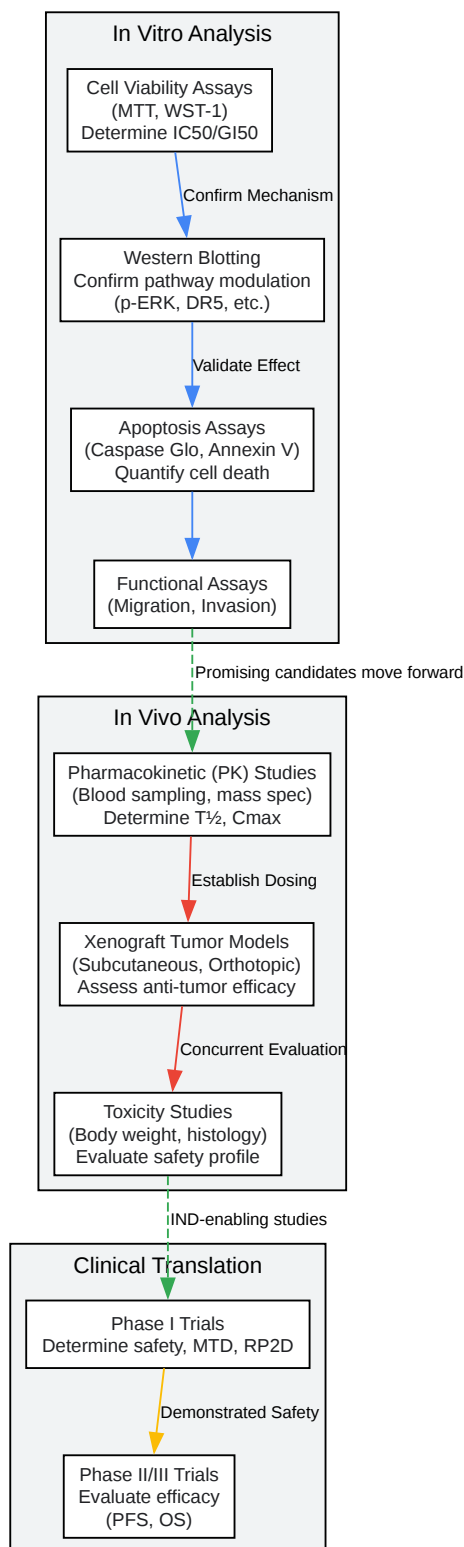 In Vitro Analysis
Cell Viability Assays
(MTT, WST-1)
Determine IC50/GI50
Confirm Mechanism
Western Blotting
Confirm pathway modulation
(p-ERK, DR5, etc.)
Validate Effect
Apoptosis Assays
(Caspase Glo, Annexin V)
Quantify cell death
Functional Assays
(Migration, Invasion)
Promising candidates move forward
In Vivo Analysis
Pharmacokinetic (PK) Studies
(Blood sampling, mass spec)
Determine T½, Cmax
Establish Dosing
Xenograft Tumor Models
(Subcutaneous, Orthotopic)
Assess anti-tumor efficacy
Concurrent Evaluation
Toxicity Studies
(Body weight, histology)
Evaluate safety profile
IND-enabling studies
Clinical Translation
Phase I Trials
Determine safety, MTD, RP2D
Demonstrated Safety
Phase II/III Trials
Evaluate efficacy
(PFS, OS)